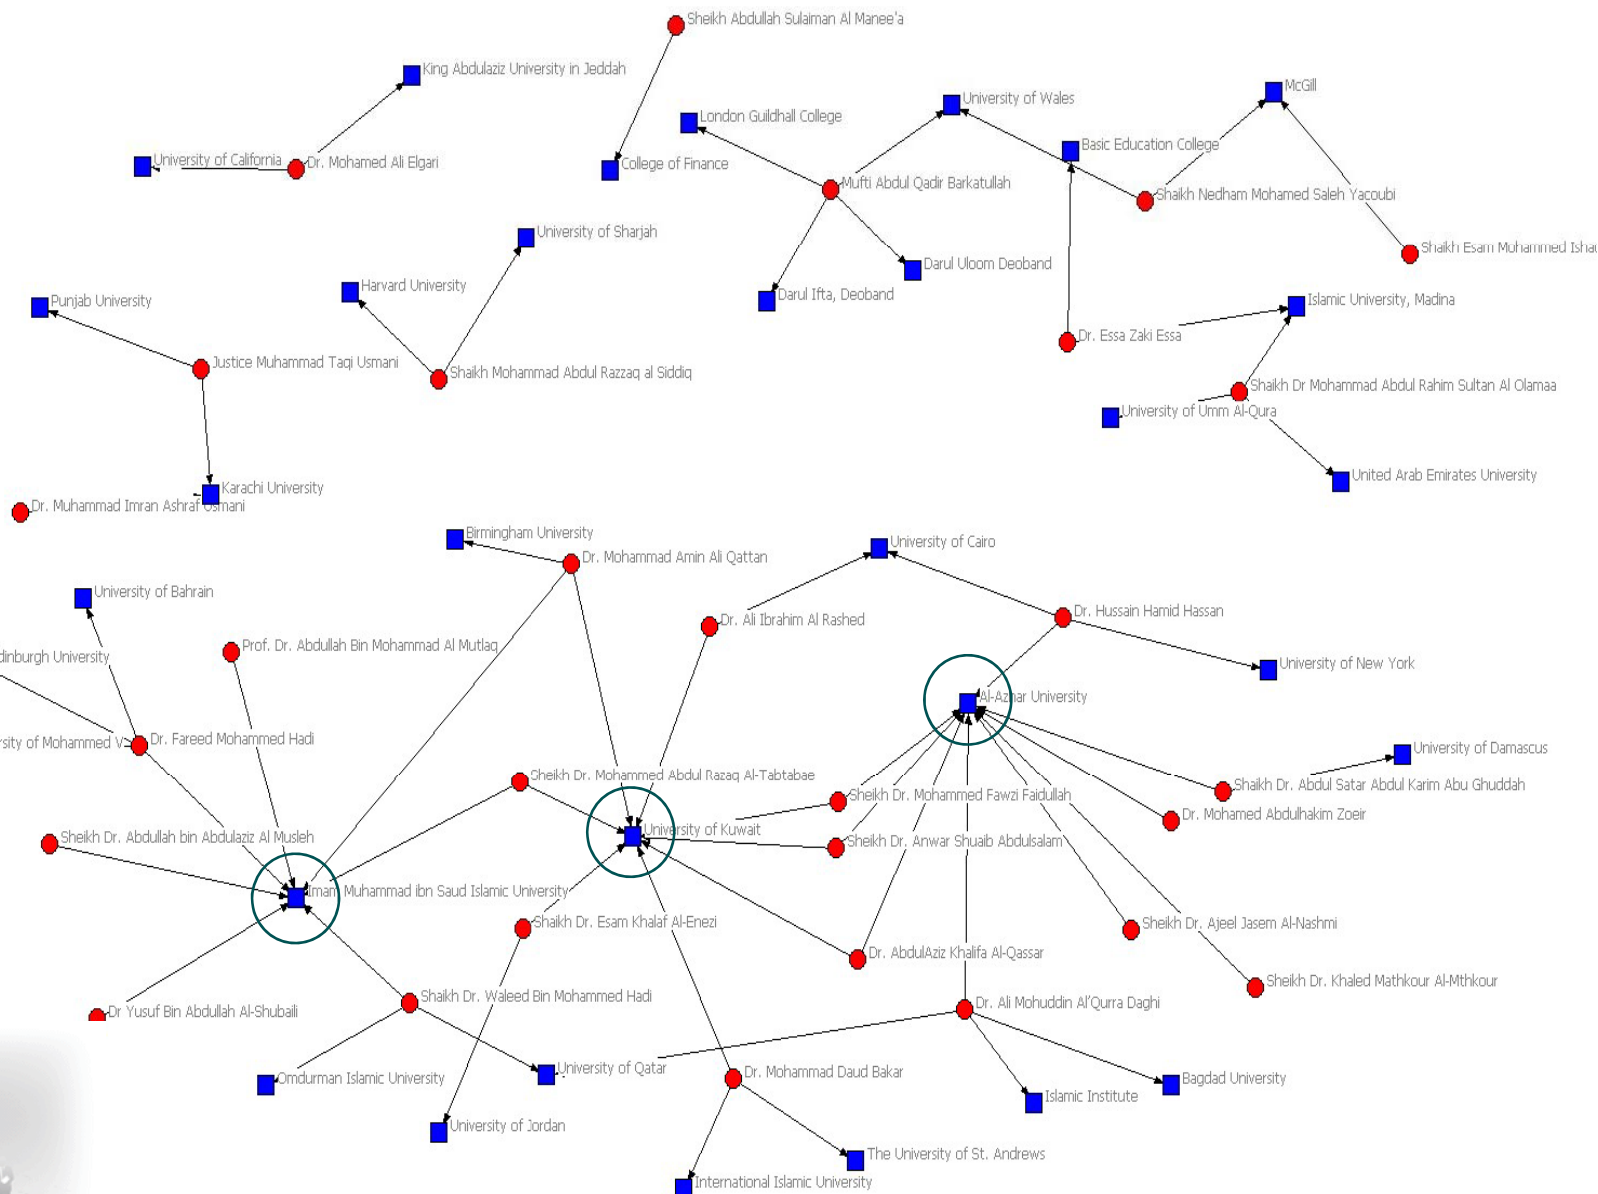 Sheikh Abdullah Sulaiman Al Manee'a
King Abdulaziz University in Jeddah
McGill
University of Wales
London Guildhall College
Basic Education College
University of California
Dr. Mohamed Ali Elgari
College of Finance
Mufti Abdul Qadir Barkatullah
Shaikh Nedham Mohamed Saleh Yacoubi
University of Sharjah
Shaikh Esam Muhammed
Darul Uloom Deoband
Harvard University
Darul Ifta, Deoband
Punjab University
Islamic University, Madina
Dr. Essa Zaki Essa
Justice Muhammad Taqi Usmani
Shaikh Mohammad Abdul Razzaq al Siddiq
Shaikh Dr Mohammad Abdul Rahim Sultan Al Olamaa
University of Umm Al-Qura
United Arab Emirates University
Karachi University
Dr. Muhammad Imran Ashraf Usmani
Birmingham University
University of Cairo
Dr. Mohammad Amin Ali Qattan
University of Bahrain
Dr. Hussain Hamid Hassan
Dr. Ali Ibrahim Al Rashed
Prof. Dr. Abdullah Bin Mohammad Al Mutlaq
dinburgh University
University of New York
Al-Azhar University
Dr. Fareed Mohammed Hadi
rsity of Mohammed V
University of Damascus
Sheikh Dr. Mohammed Abdul Razaq Al-Tabtabae
Shaikh Dr. Abdul Satar Abdul Karim Abu Ghuddah
Sheikh Dr. Mohammed Fawzi Faidullah
Dr. Mohamed Abdulhakim Zoeir
University of Kuwait
Sheikh Dr. Abdullah bin Abdulaziz Al Musleh
Sheikh Dr. Anwar Shuaib Abdulsalam
Imam Muhammad ibn Saud Islamic University
Shaikh Dr. Esam Khalaf Al-Enezi
Sheikh Dr. Ajeel Jasem Al-Nashmi
Dr. AbdulAziz Khalifa Al-Qassar
Sheikh Dr. Khaled Mathkour Al-Mthkour
Shaikh Dr. Waleed Bin Mohammed Hadi
Dr. Ali Mohuddin Al'Qurra Daghi
Dr Yusuf Bin Abdullah Al-Shubaili
University of Qatar
Dr. Mohammad Daud Bakar
Omdurman Islamic University
Bagdad University
Islamic Institute
University of Jordan
The University of St. Andrews
International Islamic University